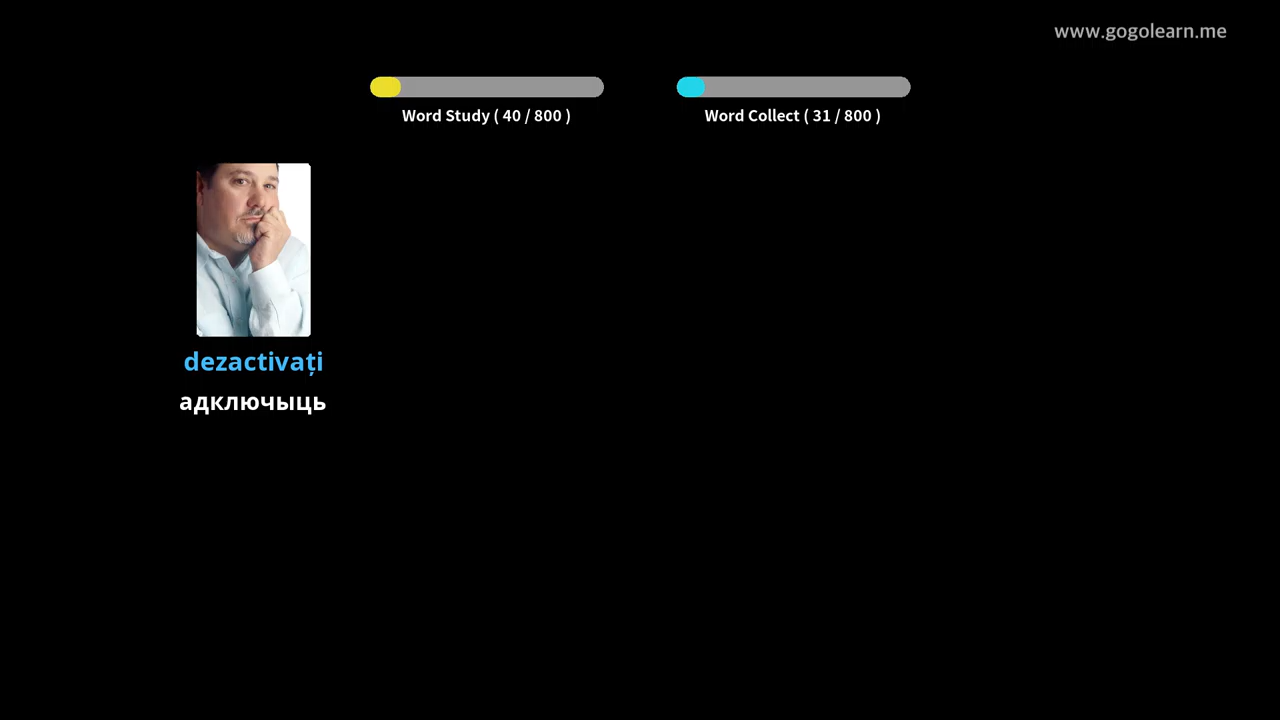 www.gogolearn.me
Word Study ( 40 / 800 )
Word Collect ( 31 / 800 )
dezactivați
адключыць